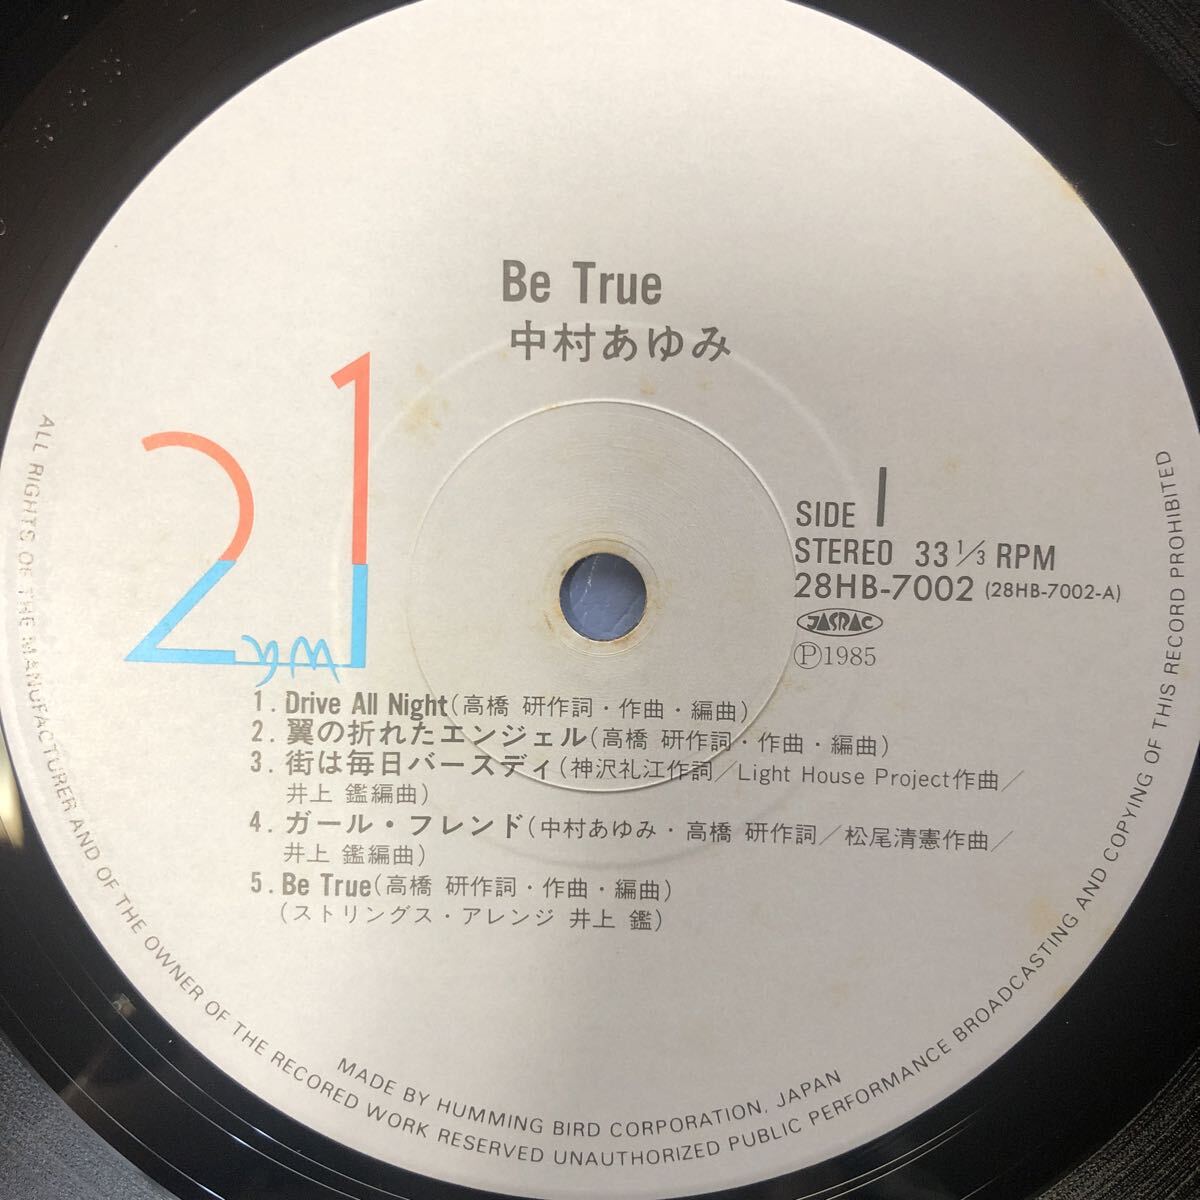 Be True
中村あゆみ
21
SIDE 1
STEREO 33 1/3 RPM
28HB-7002 (28HB-7002-A)
JASRAC
Ⓟ1985
1. Drive All Night(高橋 研作詞・作曲・編曲)
2. 翼の折れたエンジェル(高橋 研作詞・作曲・編曲)
3. 街は毎日バースディ(神沢礼江作詞/Light House Project作曲/
井上 鑑編曲)
4. ガール・フレンド(中村あゆみ・高橋 研作詞/松尾清憲作曲/
井上 鑑編曲)
5. Be True(高橋 研作詞・作曲・編曲)
(ストリングス・アレンジ 井上 鑑)
MADE BY HUMMING BIRD CORPORATION, JAPAN
ALL RIGHTS OF THE MANUFACTURER AND OF THE OWNER OF THE RECORED WORK RESERVED UNAUTHORIZED PUBLIC PERFORMANCE BROADCASTING AND COPYING OF THIS RECORD PROHIBITED